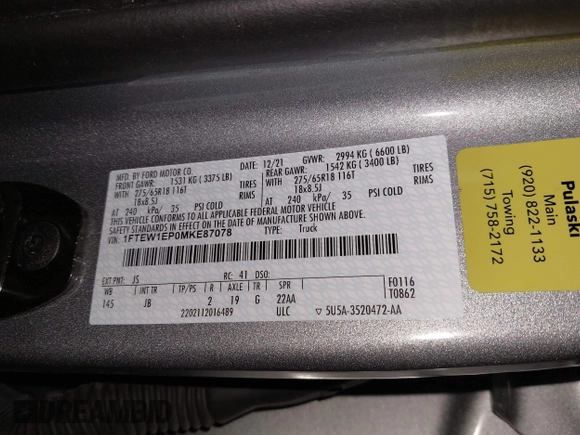 MFD. BY FORD MOTOR CO.
DATE: 12/21 GVWR: 2994 KG (6600 LB)
FRONT GAWR: 1531 KG (3375 LB)
REAR GAWR: 1542 KG (3400 LB)
WITH 275/65R18 116T TIRES
WITH 275/65R18 116T TIRES
18x8.5J RIMS
18x8.5J RIMS
AT 240 kPa/ 35 PSI COLD
AT 240 kPa/ 35 PSI COLD
THIS VEHICLE CONFORMS TO ALL APPLICABLE FEDERAL MOTOR VEHICLE
SAFETY, BUMPER, AND THEFT PREVENTION STANDARDS IN EFFECT ON THE DATE OF
MANUFACTURE SHOWN ABOVE.
VIN: 1FTEW1EP0MKE87078 TYPE: Truck
EXT PNT: JS RC: 41 DSO: F0116
WB INT TR TP/PS R AXLE TR SPR T0862
145 JB 2 19 G 22AA
2202112016489 ULC ▽ 5U5A-3520472-AA
Pulaski
Main
(920) 822-1133
Towing
(715) 758-2172
DREAMBID